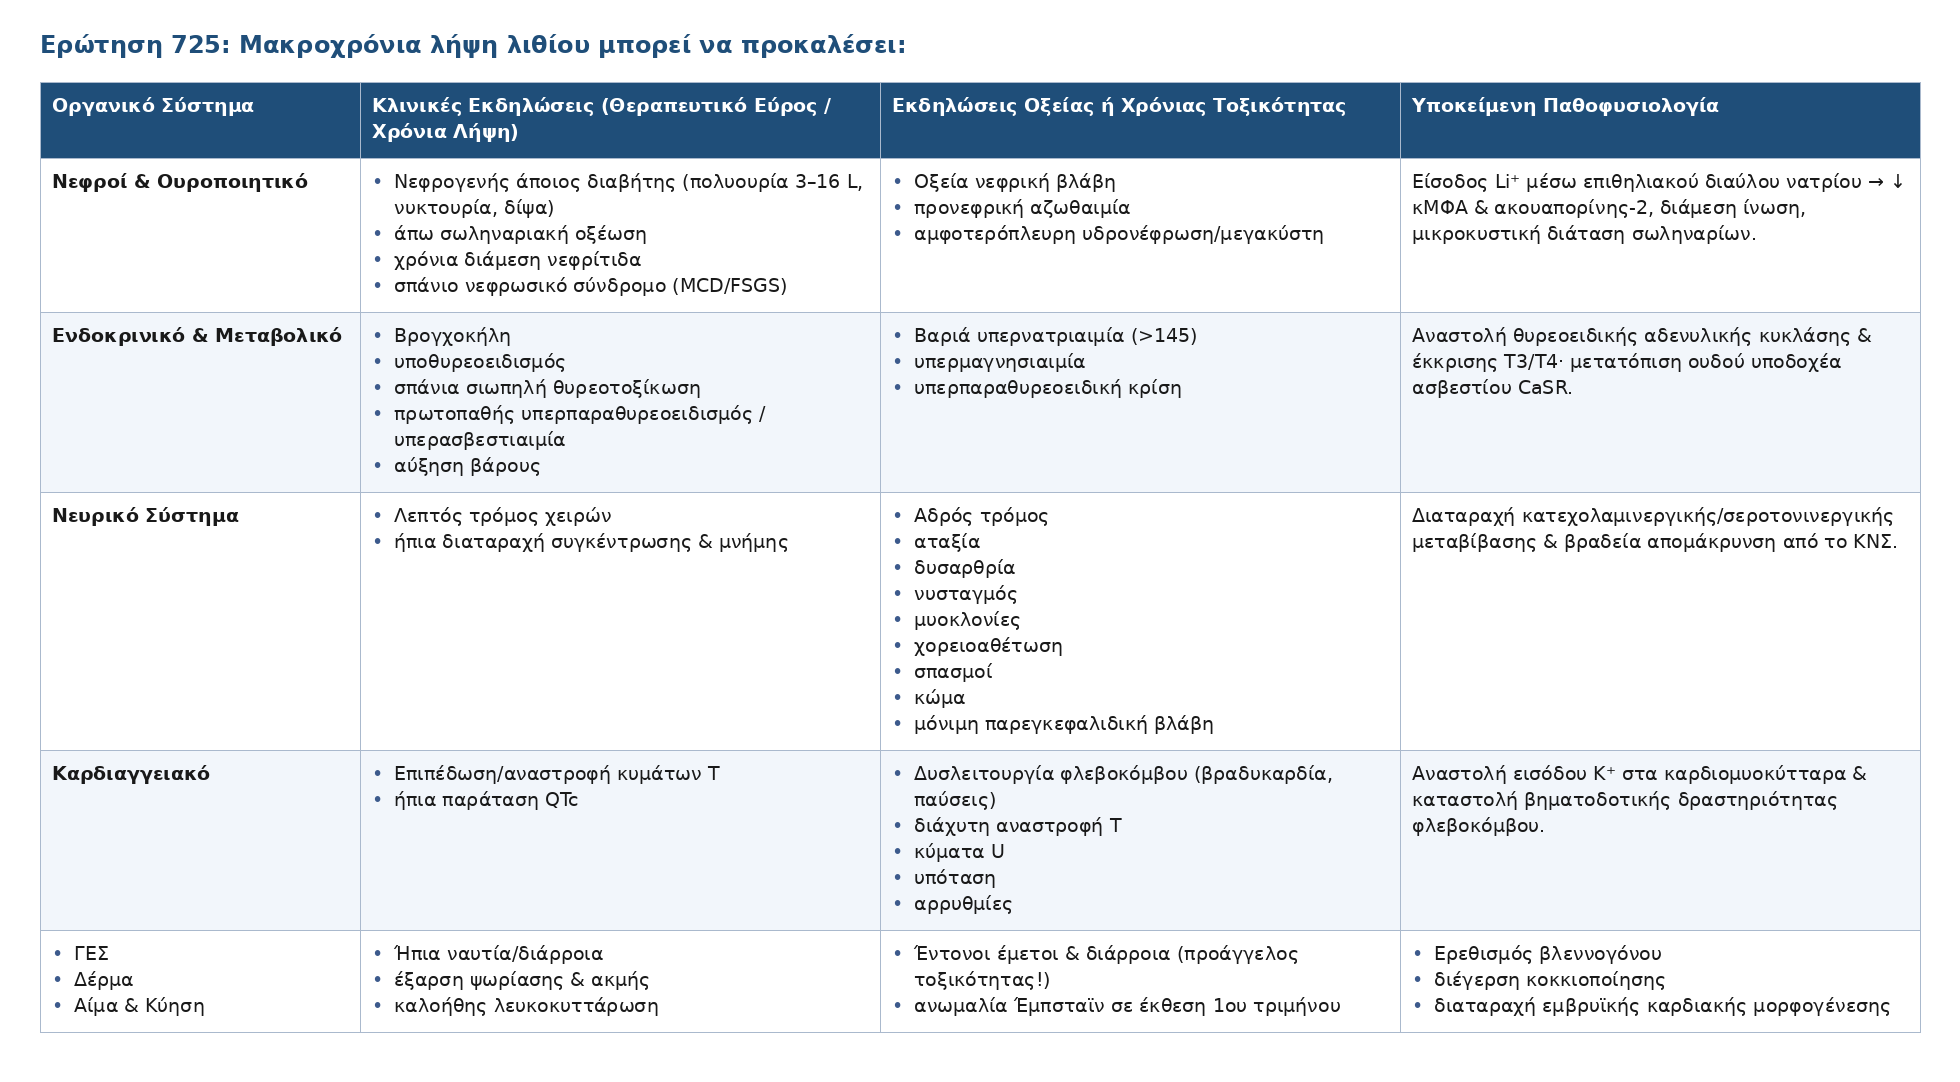 Ερώτηση 725: Μακροχρόνια λήψη λιθίου μπορεί να προκαλέσει:
Οργανικό Σύστημα
Κλινικές Εκδηλώσεις (Θεραπευτικό Εύρος /
Χρόνια Λήψη)
Εκδηλώσεις Οξείας ή Χρόνιας Τοξικότητας
Υποκείμενη Παθοφυσιολογία
Νεφροί & Ουροποιητικό
• Νεφρογενής άποιος διαβήτης (πολυουρία 3–16 L,
νυκτουρία, δίψα)
• άπω σωληναριακή οξέωση
• χρόνια διάμεση νεφρίτιδα
• σπάνιο νεφρωσικό σύνδρομο (MCD/FSGS)
• Οξεία νεφρική βλάβη
• προνεφρική αζωθαιμία
• αμφοτερόπλευρη υδρονέφρωση/μεγακύστη
Είσοδος Li⁺ μέσω επιθηλιακού διαύλου νατρίου → ↓
κΜΦΑ & ακουαπορίνης-2, διάμεση ίνωση,
μικροκυστική διάταση σωληναρίων.
Ενδοκρινικό & Μεταβολικό
• Βρογχοκήλη
• υποθυρεοειδισμός
• σπάνια σιωπηλή θυρεοτοξίκωση
• πρωτοπαθής υπερπαραθυρεοειδισμός /
υπερασβεστιαιμία
• αύξηση βάρους
• Βαριά υπερνατριαιμία (>145)
• υπερμαγνησιαιμία
• υπερπαραθυρεοειδική κρίση
Αναστολή θυρεοειδικής αδενυλικής κυκλάσης &
έκκρισης T3/T4· μετατόπιση ουδού υποδοχέα
ασβεστίου CaSR.
Νευρικό Σύστημα
• Λεπτός τρόμος χειρών
• ήπια διαταραχή συγκέντρωσης & μνήμης
• Αδρός τρόμος
• αταξία
• δυσαρθρία
• νυσταγμός
• μυοκλονίες
• χορειοαθέτωση
• σπασμοί
• κώμα
• μόνιμη παρεγκεφαλιδική βλάβη
Διαταραχή κατεχολαμινεργικής/σεροτονινεργικής
μεταβίβασης & βραδεία απομάκρυνση από το ΚΝΣ.
Καρδιαγγειακό
• Επιπέδωση/αναστροφή κυμάτων T
• ήπια παράταση QTc
• Δυσλειτουργία φλεβοκόμβου (βραδυκαρδία,
παύσεις)
• διάχυτη αναστροφή T
• κύματα U
• υπόταση
• αρρυθμίες
Αναστολή εισόδου K⁺ στα καρδιομυοκύτταρα &
καταστολή βηματοδοτικής δραστηριότητας
φλεβοκόμβου.
• ΓΕΣ
• Δέρμα
• Αίμα & Κύηση
• Ήπια ναυτία/διάρροια
• έξαρση ψωρίασης & ακμής
• καλοήθης λευκοκυττάρωση
• Έντονοι έμετοι & διάρροια (προάγγελος
τοξικότητας!)
• ανωμαλία Έμπσταϊν σε έκθεση 1ου τριμήνου
• Ερεθισμός βλεννογόνου
• διέγερση κοκκιοποίησης
• διαταραχή εμβρυϊκής καρδιακής μορφογένεσης